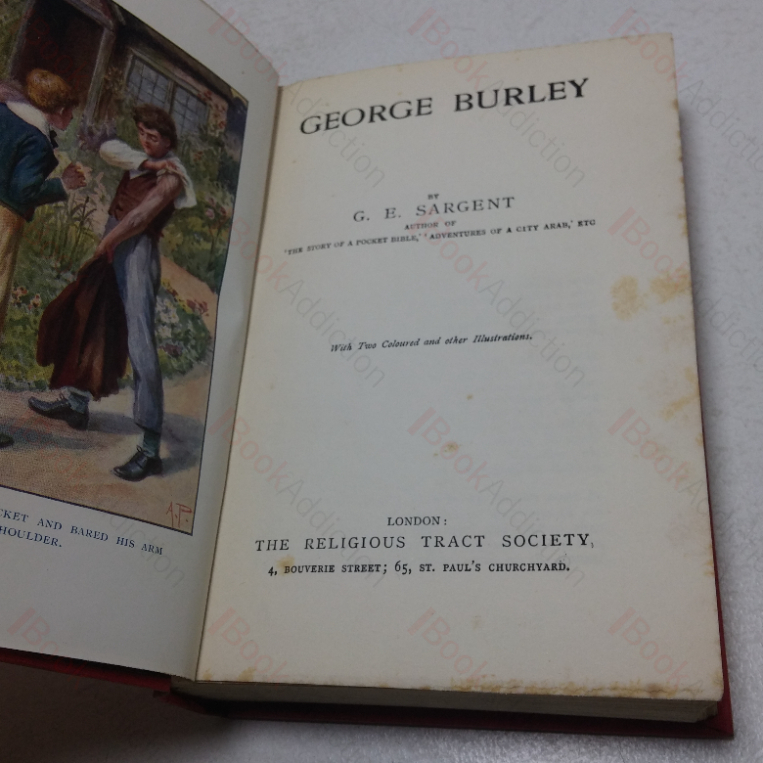 CKET AND BARED HIS ARM
HOULDER.
A.P.
GEORGE BURLEY
BY
G. E. SARGENT
AUTHOR OF
'THE STORY OF A POCKET BIBLE,' 'ADVENTURES OF A CITY ARAB,' ETC
With Two Coloured and other Illustrations.
LONDON:
THE RELIGIOUS TRACT SOCIETY,
4, BOUVERIE STREET; 65, ST. PAUL'S CHURCHYARD.
BookAddiction